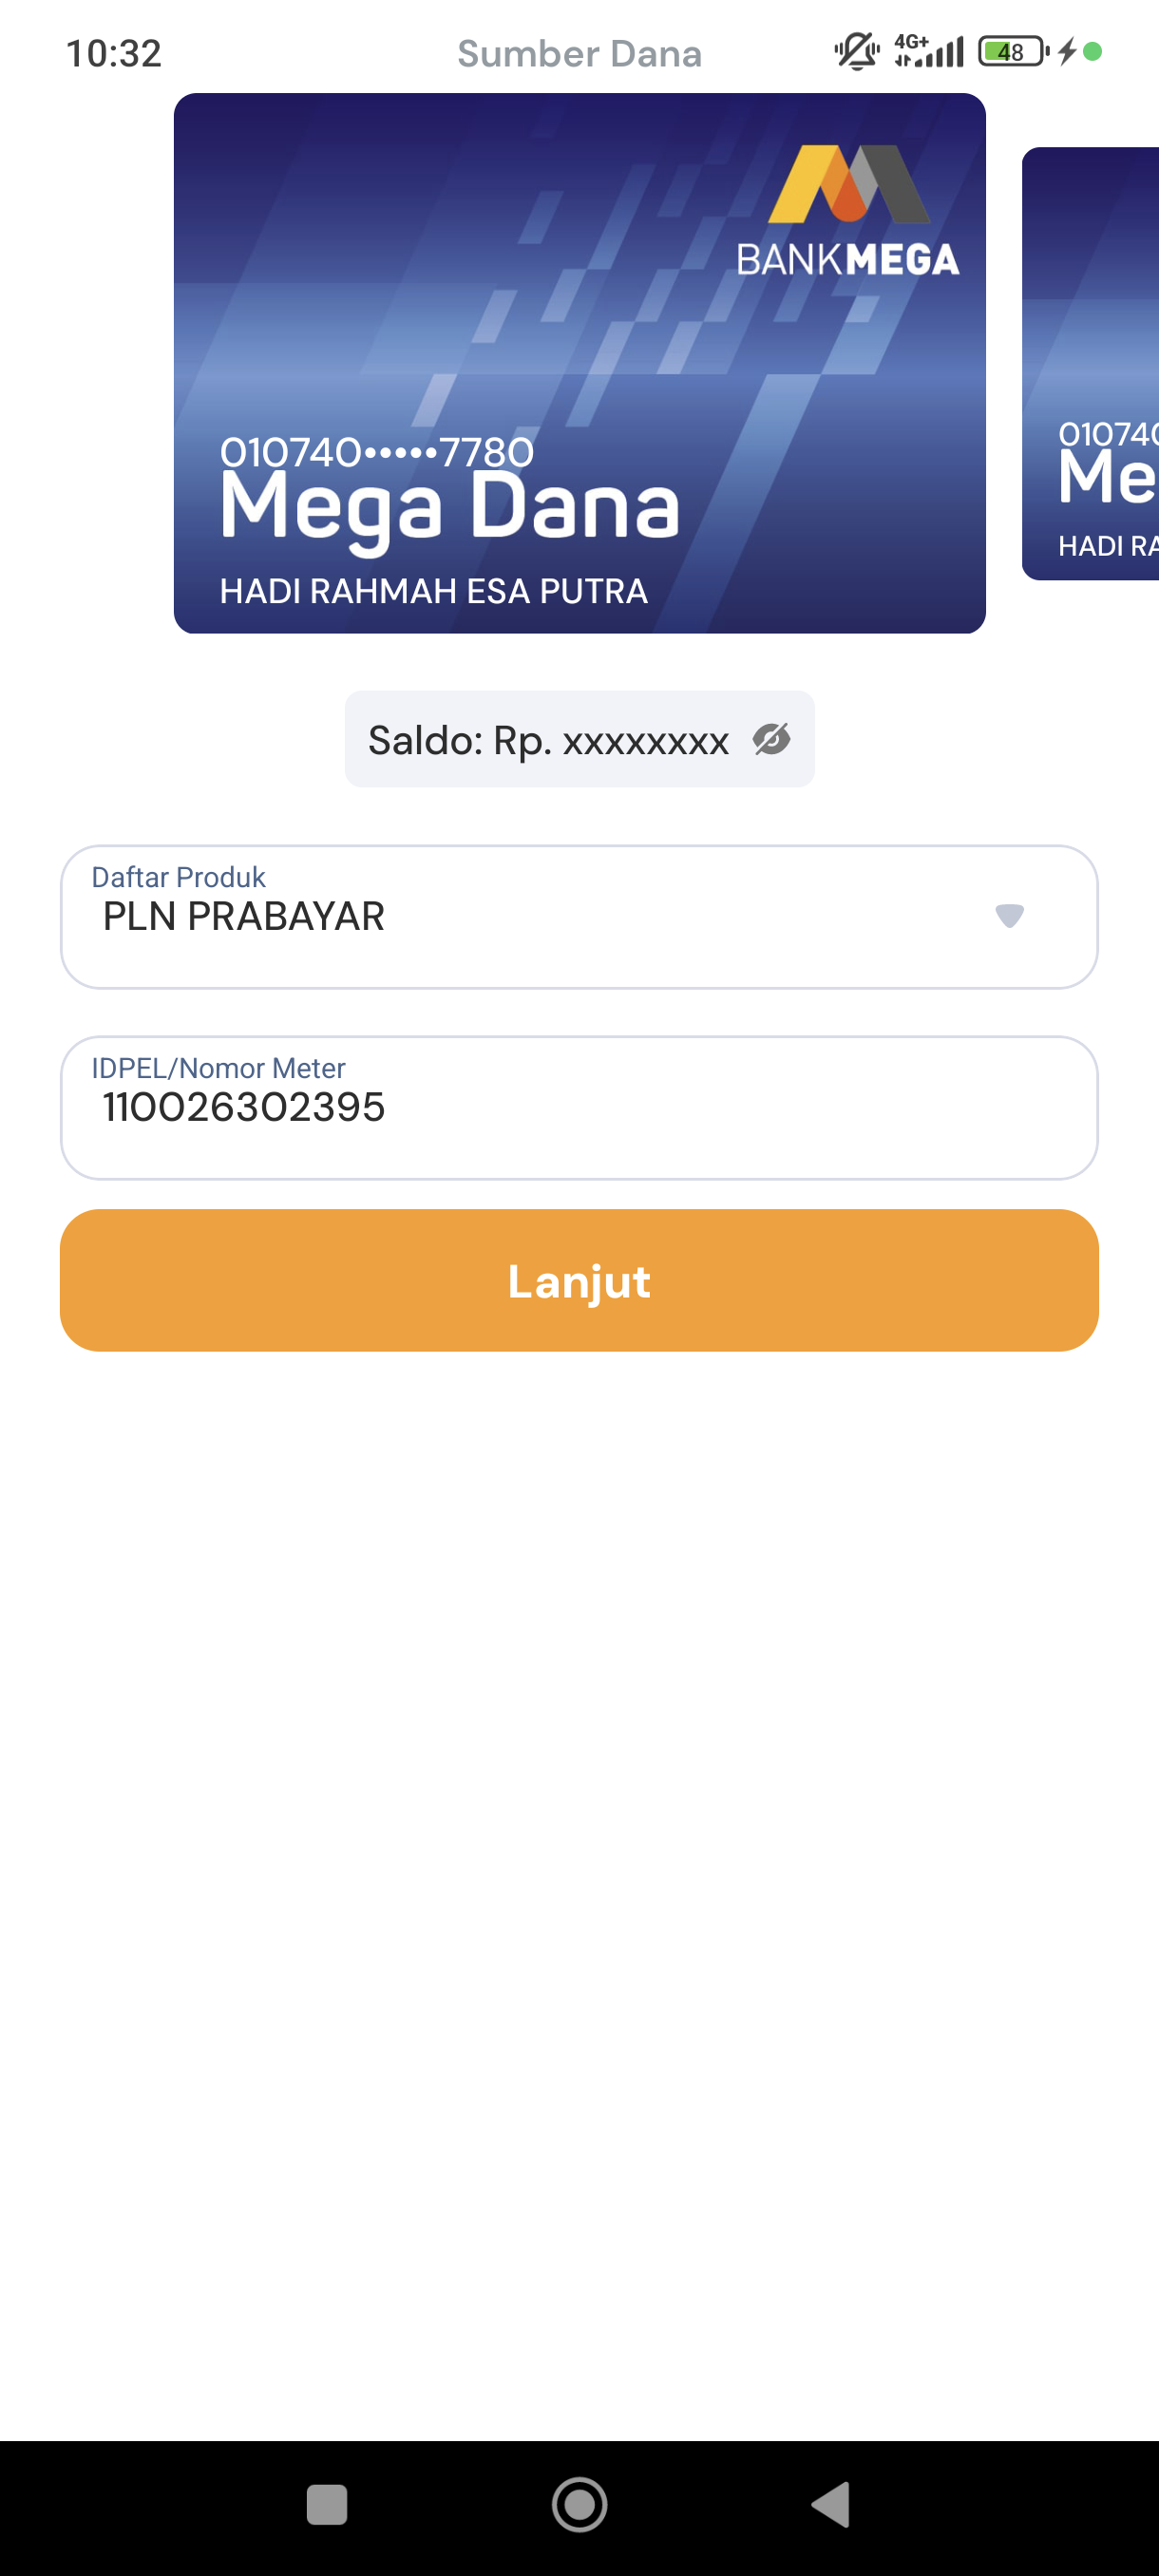 10:32
Sumber Dana
4G+
48
BANKMEGA
010740•••••7780
Mega Dana
HADI RAHMAH ESA PUTRA
010740
Me
HADI RA
Saldo: Rp. xxxxxxxx
Daftar Produk
PLN PRABAYAR
IDPEL/Nomor Meter
110026302395
Lanjut